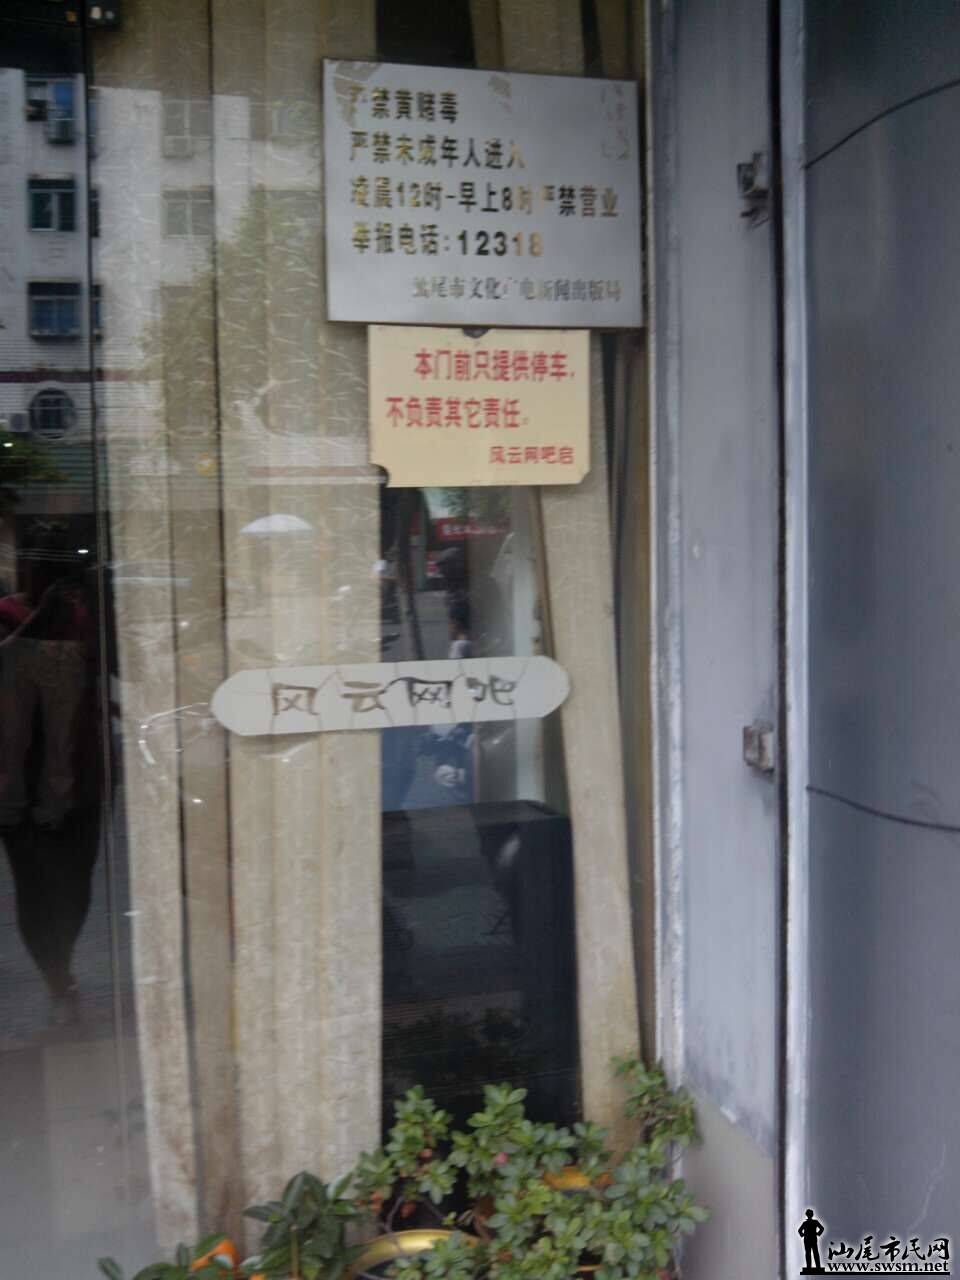 严禁黄赌毒
严禁未成年人进入
凌晨12时-早上8时严禁营业
举报电话:12318
汕尾市文化广电新闻出版局
本门前只提供停车,
不负责其它责任。
风云网吧启
风云网吧
汕尾市民网
www.swsm.net